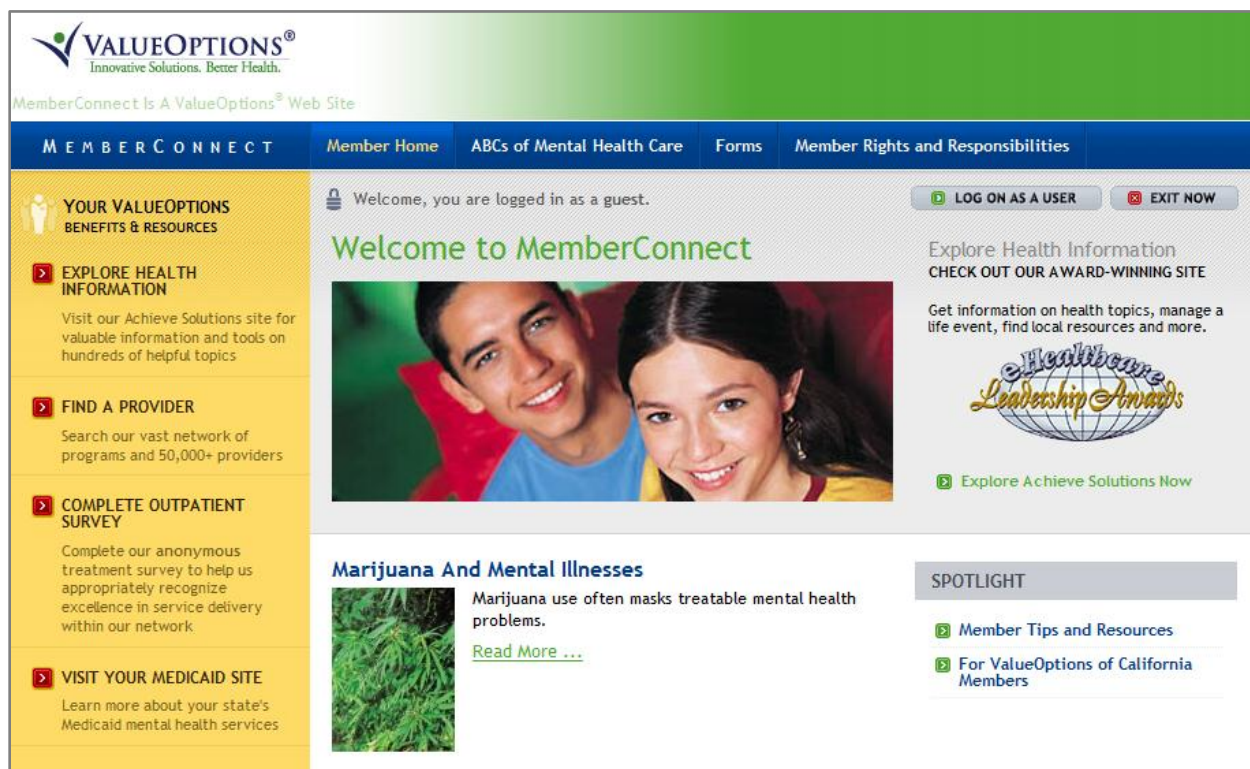 VALUEOPTIONS®
Innovative Solutions. Better Health.
MemberConnect Is A ValueOptions® Web Site
MEMBERCONNECT
Member Home
ABCs of Mental Health Care
Forms
Member Rights and Responsibilities
YOUR VALUEOPTIONS
BENEFITS & RESOURCES
EXPLORE HEALTH
INFORMATION
Visit our Achieve Solutions site for
valuable information and tools on
hundreds of helpful topics
FIND A PROVIDER
Search our vast network of
programs and 50,000+ providers
COMPLETE OUTPATIENT
SURVEY
Complete our anonymous
treatment survey to help us
appropriately recognize
excellence in service delivery
within our network
VISIT YOUR MEDICAID SITE
Learn more about your state's
Medicaid mental health services
Welcome, you are logged in as a guest.
LOG ON AS A USER
EXIT NOW
Welcome to MemberConnect
Explore Health Information
CHECK OUT OUR AWARD-WINNING SITE
Get information on health topics, manage a
life event, find local resources and more.
eHealthcare
Leadership Awards
Explore Achieve Solutions Now
Marijuana And Mental Illnesses
Marijuana use often masks treatable mental health
problems.
Read More ...
SPOTLIGHT
Member Tips and Resources
For ValueOptions of California
Members